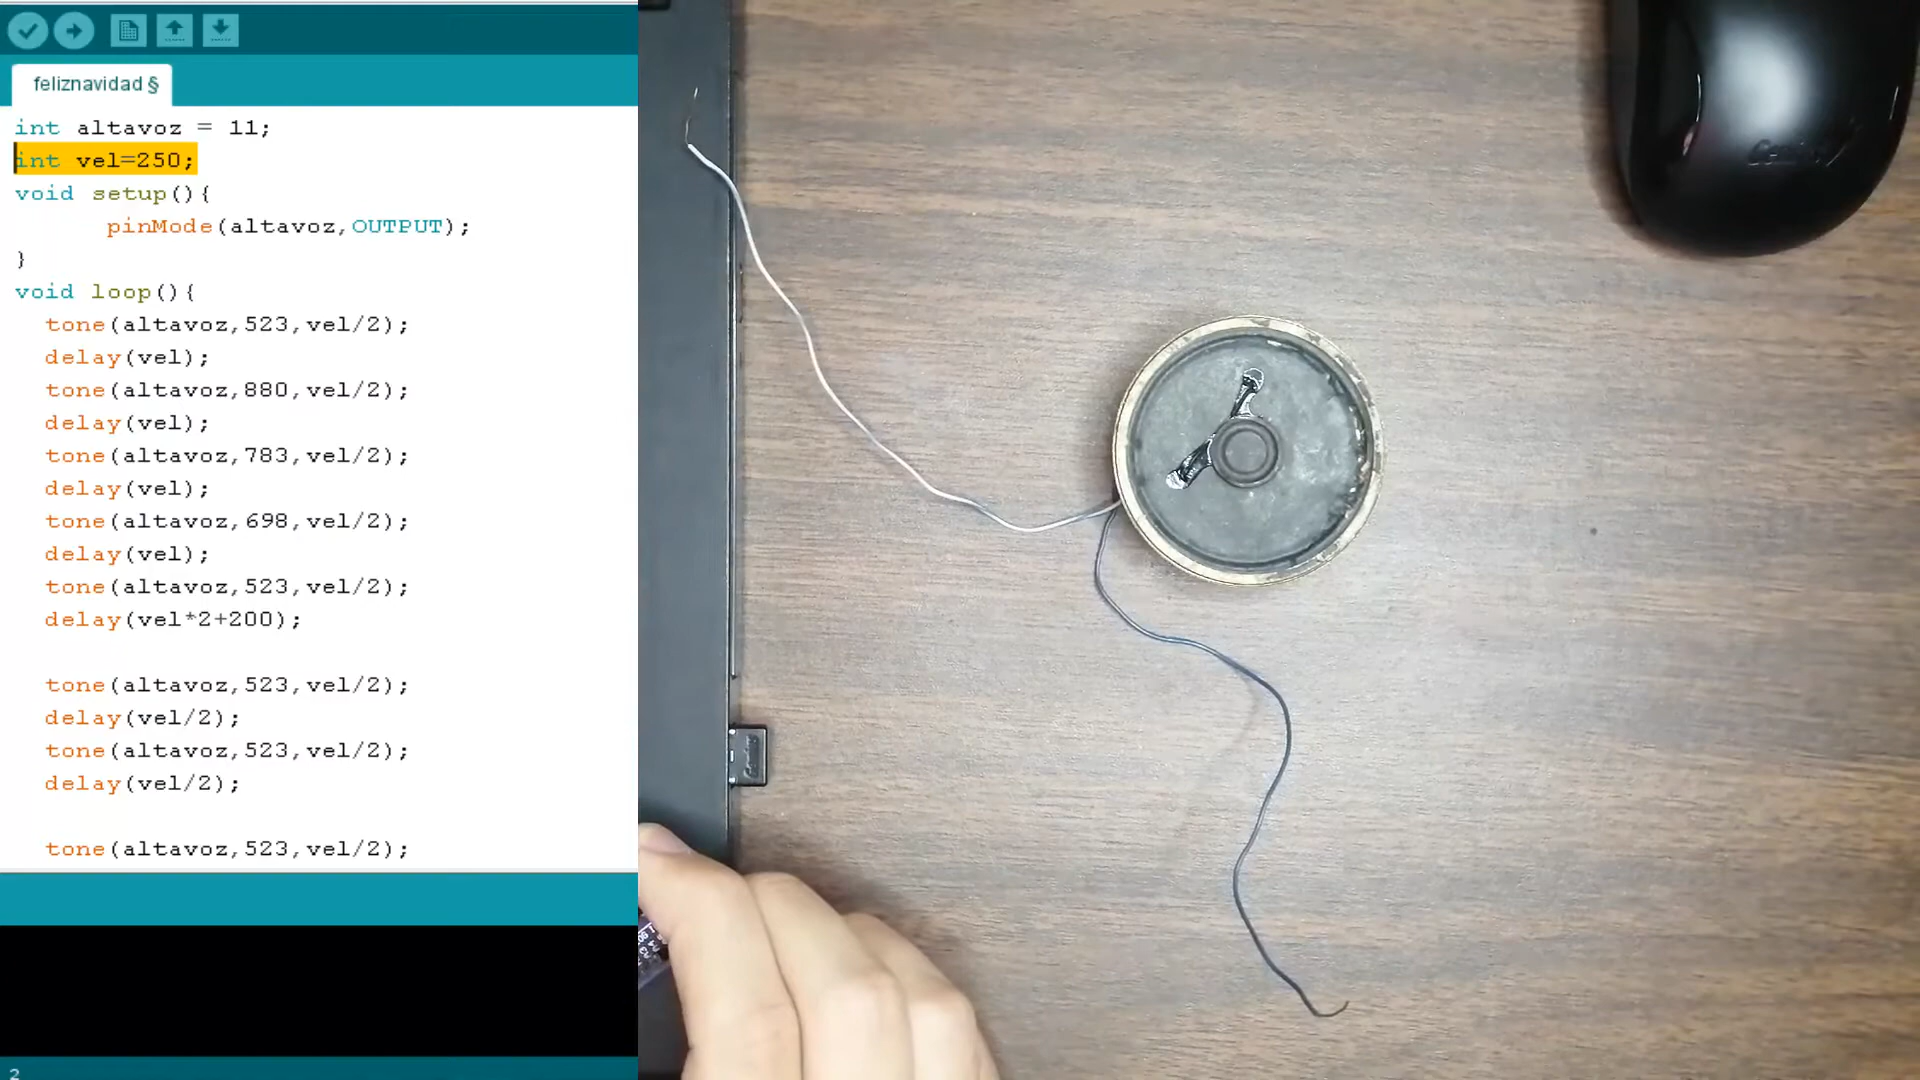 feliznavidad §
int altavoz = 11;
int vel=250;
void setup(){
pinMode(altavoz,OUTPUT);
}
void loop(){
tone(altavoz,523,vel/2);
delay(vel);
tone(altavoz,880,vel/2);
delay(vel);
tone(altavoz,783,vel/2);
delay(vel);
tone(altavoz,698,vel/2);
delay(vel);
tone(altavoz,523,vel/2);
delay(vel*2+200);
tone(altavoz,523,vel/2);
delay(vel/2);
tone(altavoz,523,vel/2);
delay(vel/2);
tone(altavoz,523,vel/2);
2
Genius